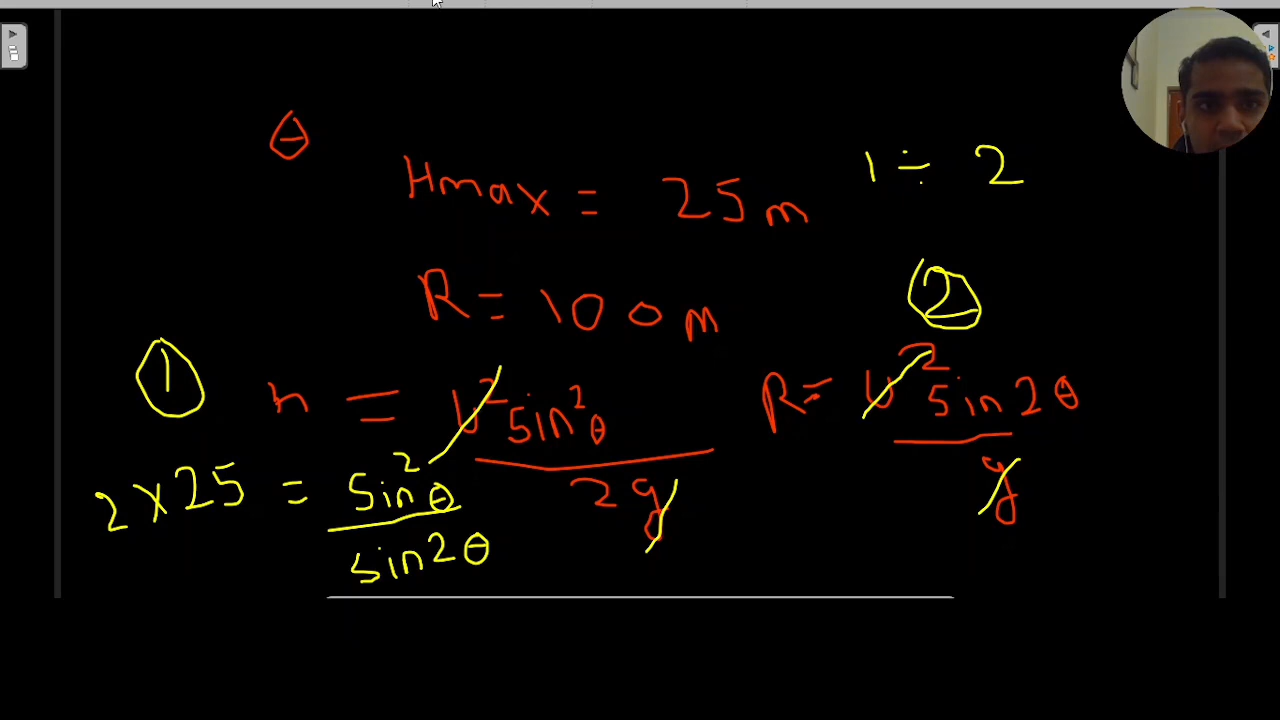 θ
Hmax = 25 m
1 ÷ 2
R = 100 m
②
①
h = u² sin²θ / 2g
R = u² sin2θ / g
2 × 25 = sin²θ / sin2θ